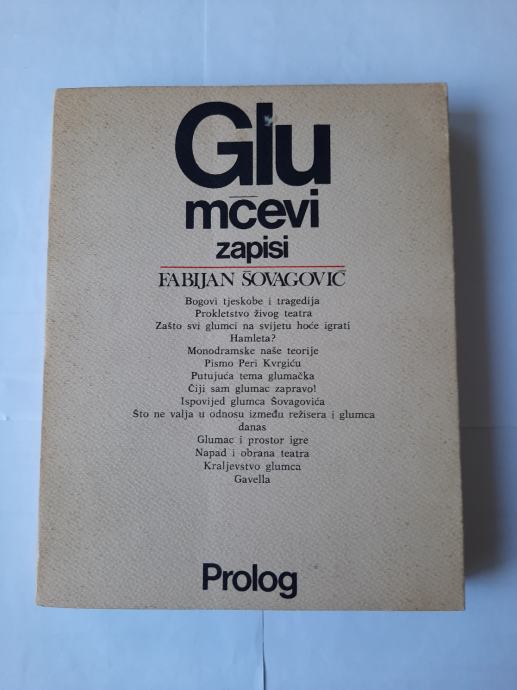 Glu
mčevi
zapisi
FABIJAN ŠOVAGOVIĆ
Bogovi tjeskobe i tragedija
Prokletstvo živog teatra
Zašto svi glumci na svijetu hoće igrati
Hamleta?
Monodramske naše teorije
Pismo Peri Kvrgiću
Putujuća tema glumačka
Čiji sam glumac zapravo!
Ispovijed glumca Šovagovića
Što ne valja u odnosu između režisera i glumca
danas
Glumac i prostor igre
Napad i obrana teatra
Kraljevstvo glumca
Gavella
Prolog